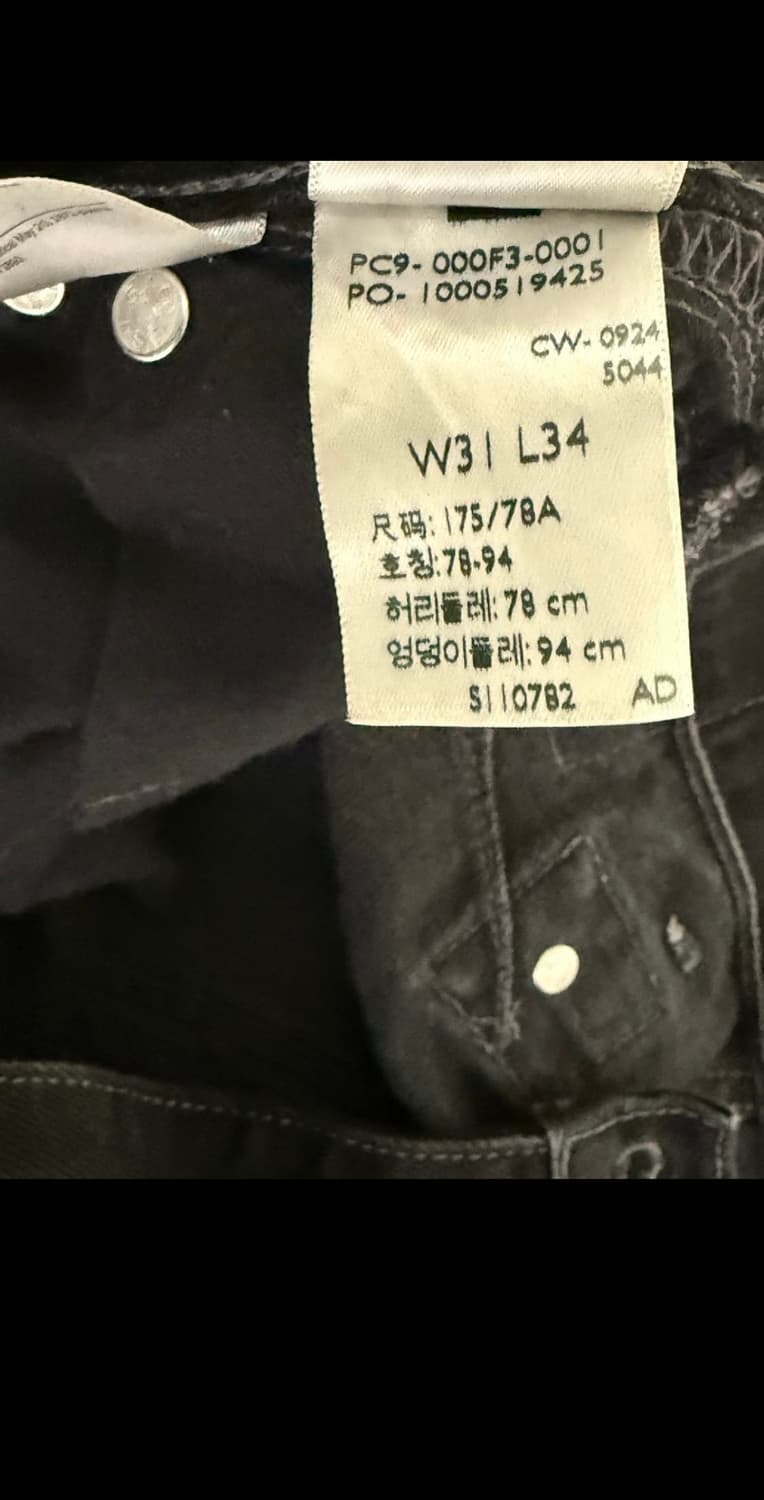 PC9- 000F3-0001
PO- 1000519425
CW- 0924
5044
W31 L34
尺码: 175/78A
호칭:78-94
허리둘레: 78 cm
엉덩이둘레: 94 cm
S110782 AD